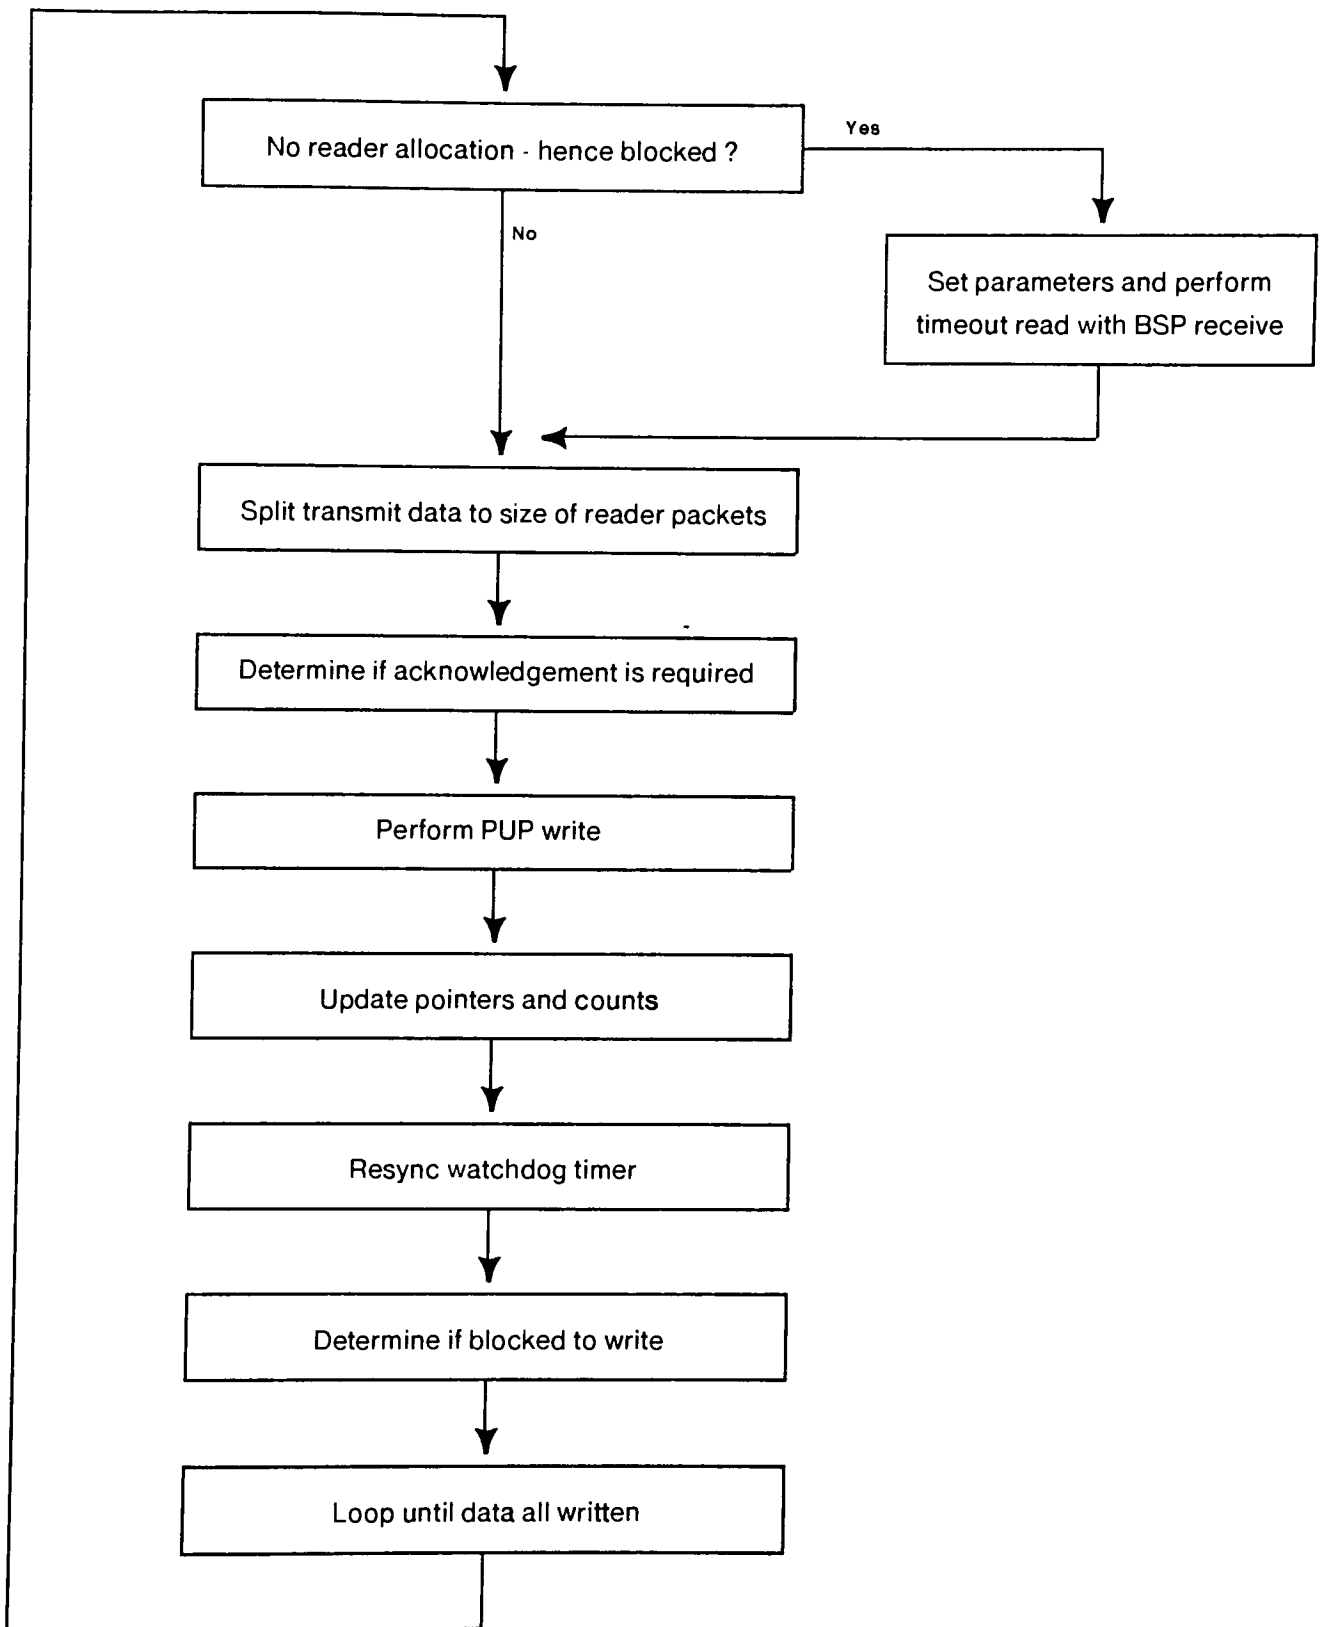 No reader allocation - hence blocked ?
Yes
No
Set parameters and perform
timeout read with BSP receive
Split transmit data to size of reader packets
Determine if acknowledgement is required
Perform PUP write
Update pointers and counts
Resync watchdog timer
Determine if blocked to write
Loop until data all written